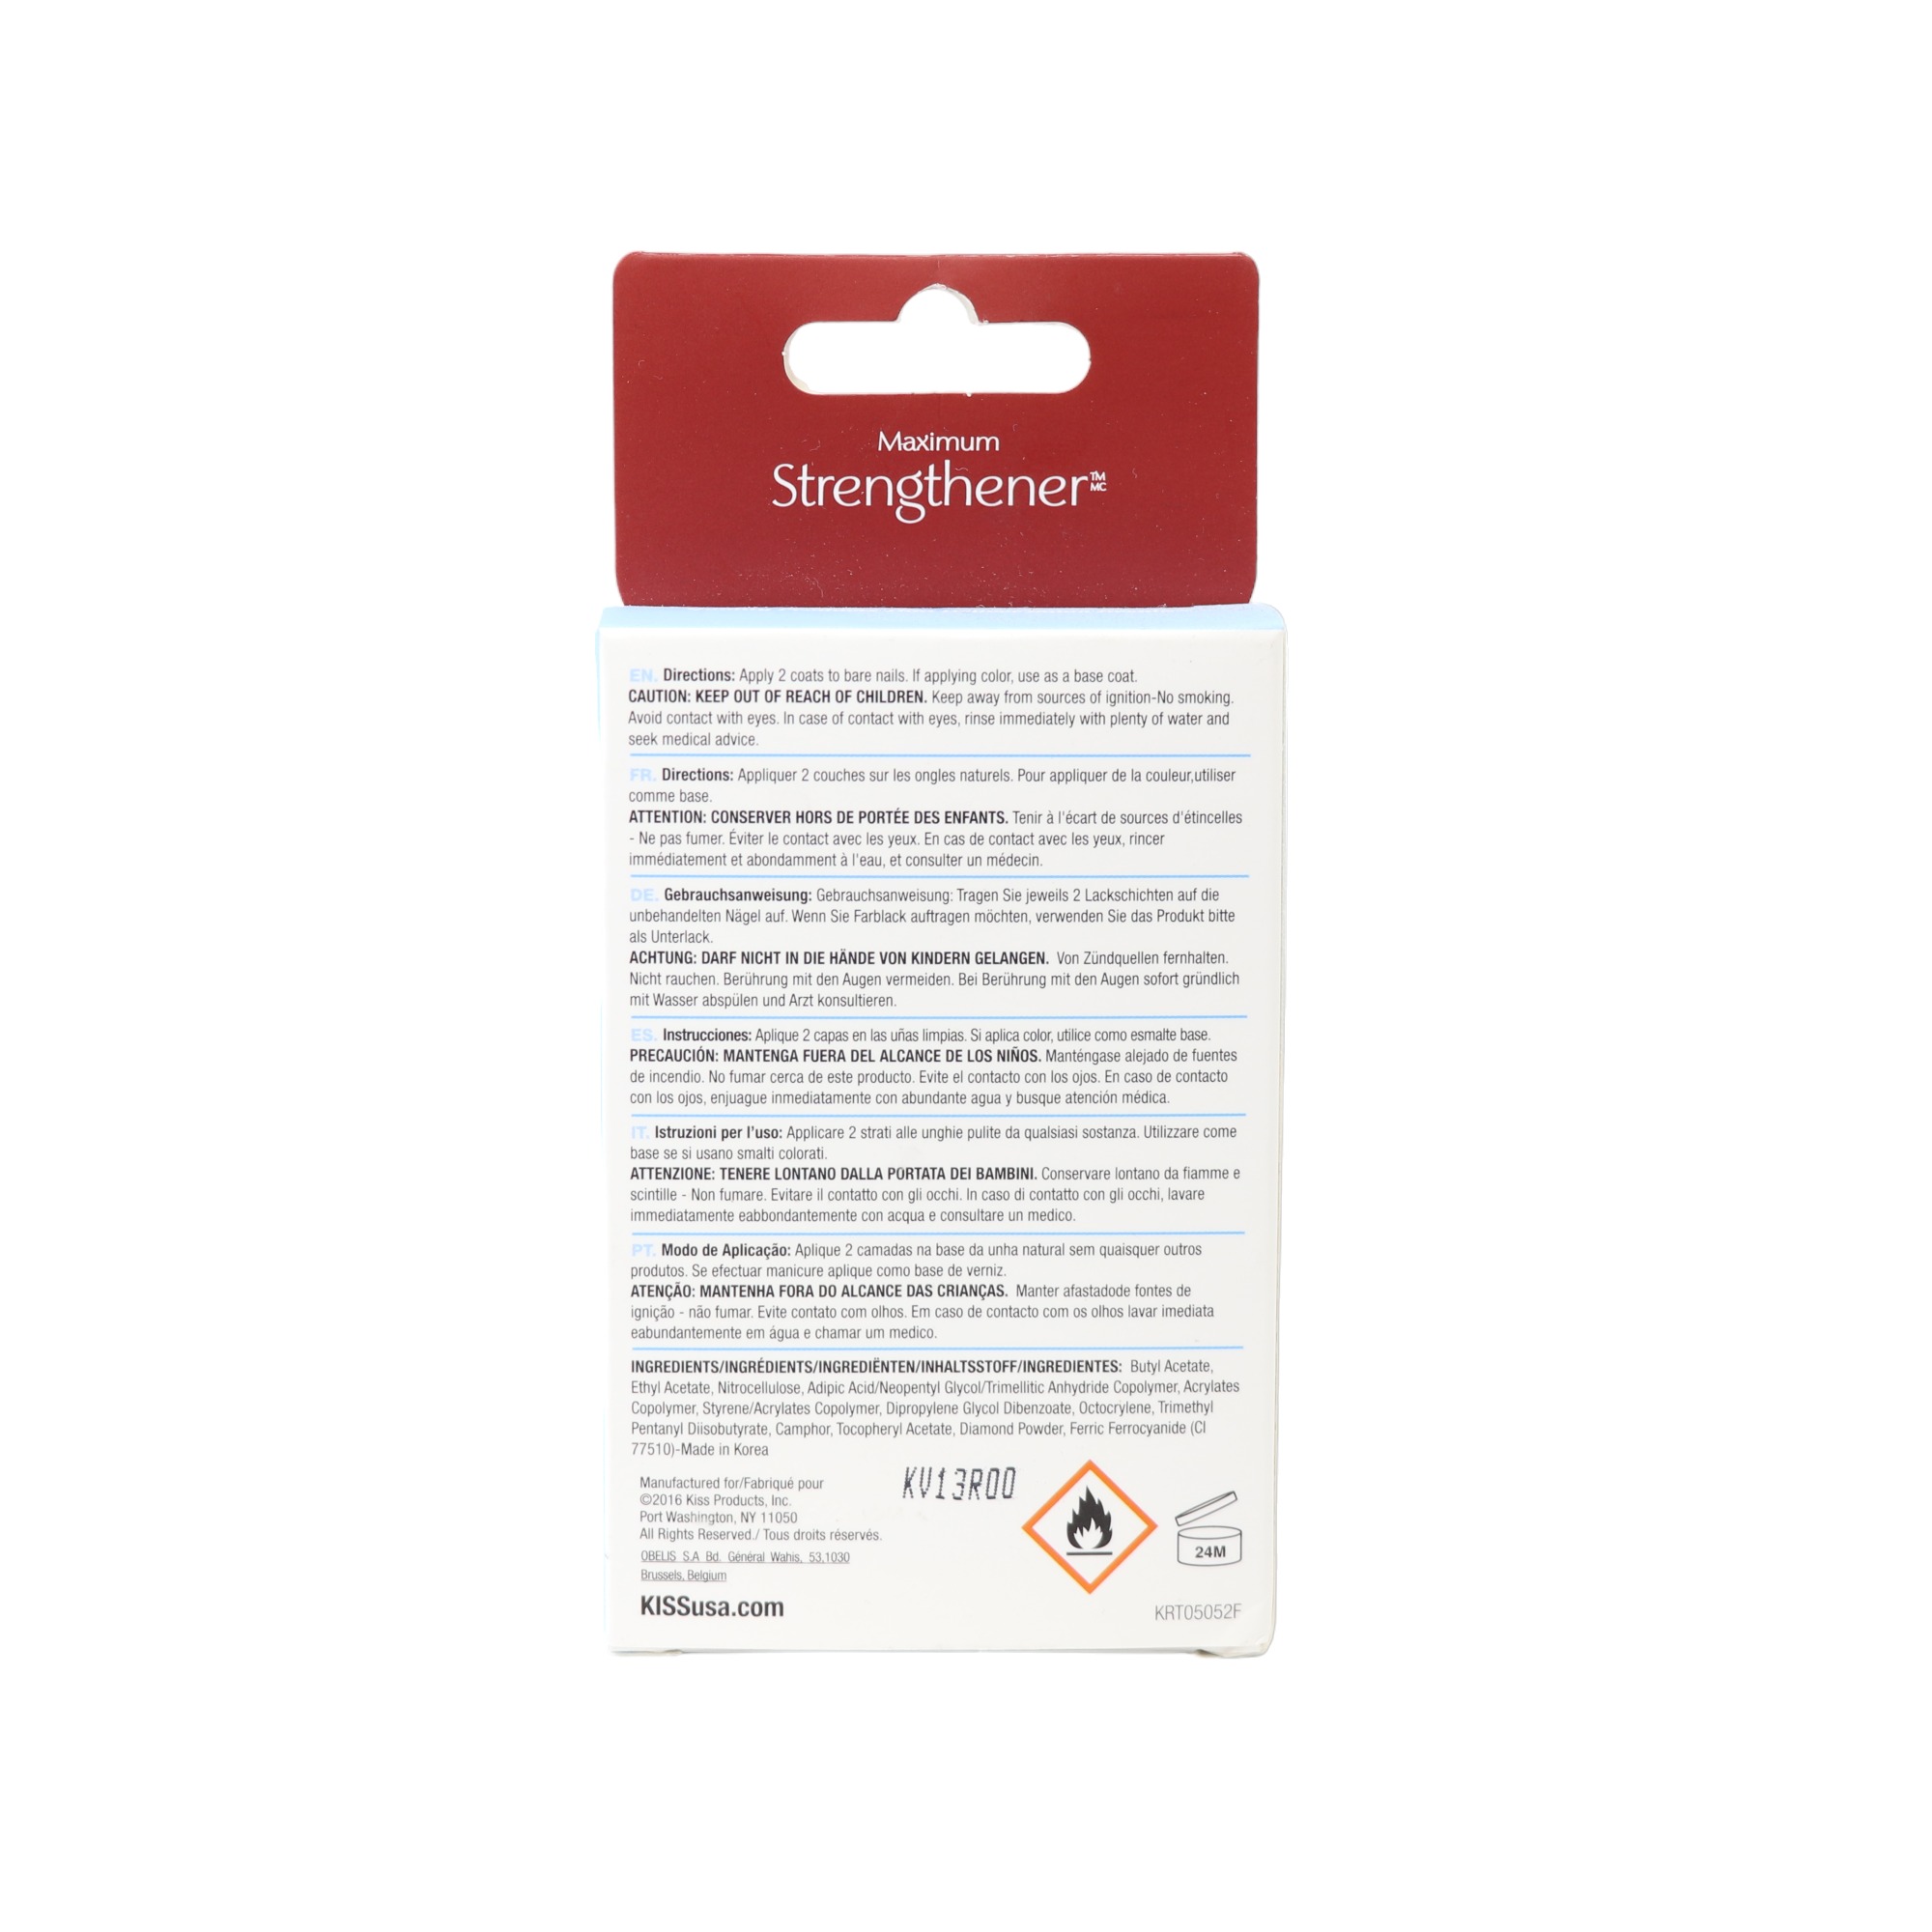 Maximum
Strengthener™ MC
EN. Directions: Apply 2 coats to bare nails. If applying color, use as a base coat.
CAUTION: KEEP OUT OF REACH OF CHILDREN. Keep away from sources of ignition-No smoking.
Avoid contact with eyes. In case of contact with eyes, rinse immediately with plenty of water and
seek medical advice.
FR. Directions: Appliquer 2 couches sur les ongles naturels. Pour appliquer de la couleur,utiliser
comme base.
ATTENTION: CONSERVER HORS DE PORTÉE DES ENFANTS. Tenir à l'écart de sources d'étincelles
- Ne pas fumer. Éviter le contact avec les yeux. En cas de contact avec les yeux, rincer
immédiatement et abondamment à l'eau, et consulter un médecin.
DE. Gebrauchsanweisung: Gebrauchsanweisung: Tragen Sie jeweils 2 Lackschichten auf die
unbehandelten Nägel auf. Wenn Sie Farblack auftragen möchten, verwenden Sie das Produkt bitte
als Unterlack.
ACHTUNG: DARF NICHT IN DIE HÄNDE VON KINDERN GELANGEN. Von Zündquellen fernhalten.
Nicht rauchen. Berührung mit den Augen vermeiden. Bei Berührung mit den Augen sofort gründlich
mit Wasser abspülen und Arzt konsultieren.
ES. Instrucciones: Aplique 2 capas en las uñas limpias. Si aplica color, utilice como esmalte base.
PRECAUCIÓN: MANTENGA FUERA DEL ALCANCE DE LOS NIÑOS. Manténgase alejado de fuentes
de incendio. No fumar cerca de este producto. Evite el contacto con los ojos. En caso de contacto
con los ojos, enjuague inmediatamente con abundante agua y busque atención médica.
IT. Istruzioni per l'uso: Applicare 2 strati alle unghie pulite da qualsiasi sostanza. Utilizzare come
base se si usano smalti colorati.
ATTENZIONE: TENERE LONTANO DALLA PORTATA DEI BAMBINI. Conservare lontano da fiamme e
scintille - Non fumare. Evitare il contatto con gli occhi. In caso di contatto con gli occhi, lavare
immediatamente eabbondantemente con acqua e consultare un medico.
PT. Modo de Aplicação: Aplique 2 camadas na base da unha natural sem quaisquer outros
produtos. Se efectuar manicure aplique como base de verniz.
ATENÇÃO: MANTENHA FORA DO ALCANCE DAS CRIANÇAS. Manter afastadode fontes de
ignição - não fumar. Evite contato com olhos. Em caso de contacto com os olhos lavar imediata
eabundantemente em água e chamar um medico.
INGREDIENTS/INGRÉDIENTS/INGREDIËNTEN/INHALTSSTOFF/INGREDIENTES: Butyl Acetate,
Ethyl Acetate, Nitrocellulose, Adipic Acid/Neopentyl Glycol/Trimellitic Anhydride Copolymer, Acrylates
Copolymer, Styrene/Acrylates Copolymer, Dipropylene Glycol Dibenzoate, Octocrylene, Trimethyl
Pentanyl Diisobutyrate, Camphor, Tocopheryl Acetate, Diamond Powder, Ferric Ferrocyanide (CI
77510)-Made in Korea
Manufactured for/Fabriqué pour
©2016 Kiss Products, Inc.
Port Washington, NY 11050
All Rights Reserved./ Tous droits réservés.
OBELIS S.A Bd. Général Wahis, 53,1030
Brussels, Belgium
KISSusa.com
KV13R00
24M
KRT05052F